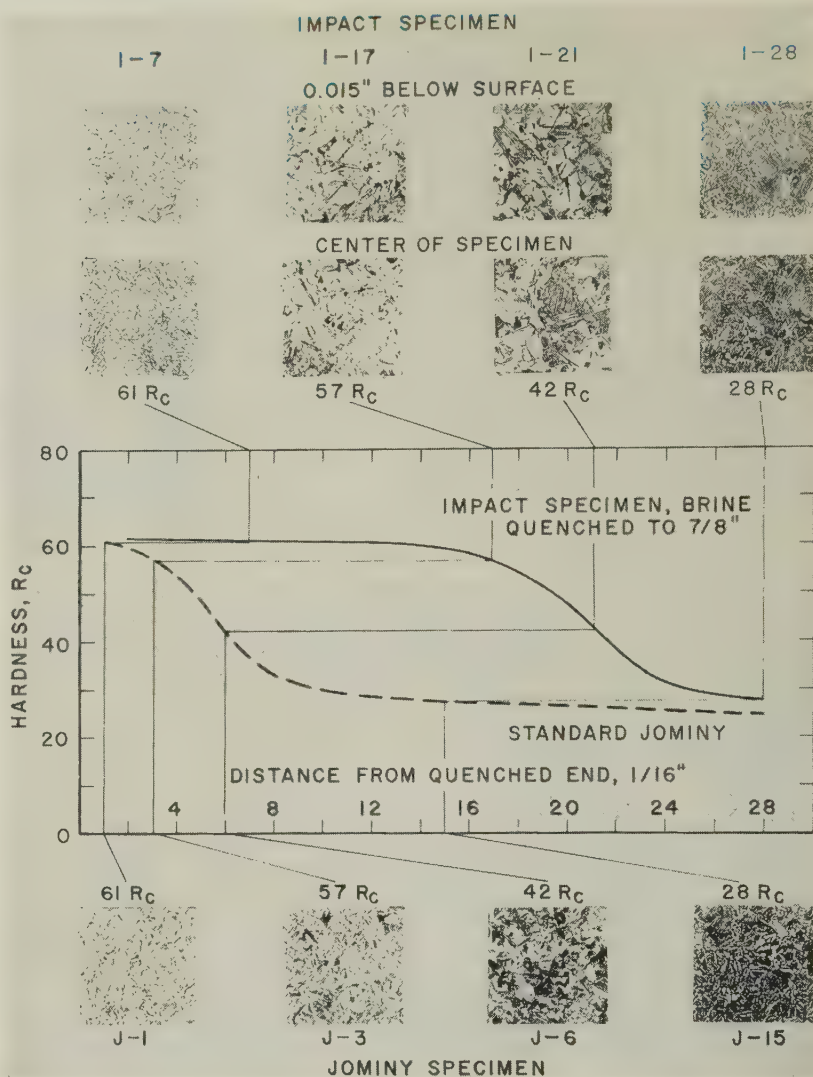 IMPACT SPECIMEN
I-7 I-17 I-21 I-28
0.015" BELOW SURFACE
CENTER OF SPECIMEN
61 RC 57 RC 42 RC 28 RC
80
60
40
20
0
HARDNESS, RC
IMPACT SPECIMEN, BRINE
QUENCHED TO 7/8"
STANDARD JOMINY
DISTANCE FROM QUENCHED END, 1/16"
4 8 12 16 20 24 28
61 RC 57 RC 42 RC 28 RC
J-1 J-3 J-6 J-15
JOMINY SPECIMEN